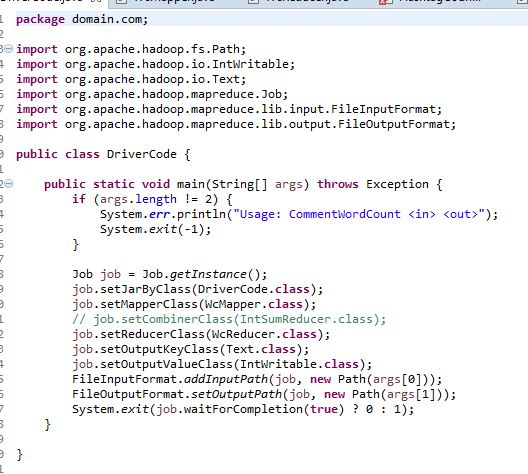 package domain.com;
import org.apache.hadoop.fs.Path;
import org.apache.hadoop.io.IntWritable;
import org.apache.hadoop.io.Text;
import org.apache.hadoop.mapreduce.Job;
import org.apache.hadoop.mapreduce.lib.input.FileInputFormat;
import org.apache.hadoop.mapreduce.lib.output.FileOutputFormat;
public class DriverCode {
public static void main(String[] args) throws Exception {
if (args.length != 2) {
System.err.println("Usage: CommentWordCount <in> <out>");
System.exit(-1);
}
Job job = Job.getInstance();
job.setJarByClass(DriverCode.class);
job.setMapperClass(WcMapper.class);
// job.setCombinerClass(IntSumReducer.class);
job.setReducerClass(WcReducer.class);
job.setOutputKeyClass(Text.class);
job.setOutputValueClass(IntWritable.class);
FileInputFormat.addInputPath(job, new Path(args[0]));
FileOutputFormat.setOutputPath(job, new Path(args[1]));
System.exit(job.waitForCompletion(true) ? 0 : 1);
}
}